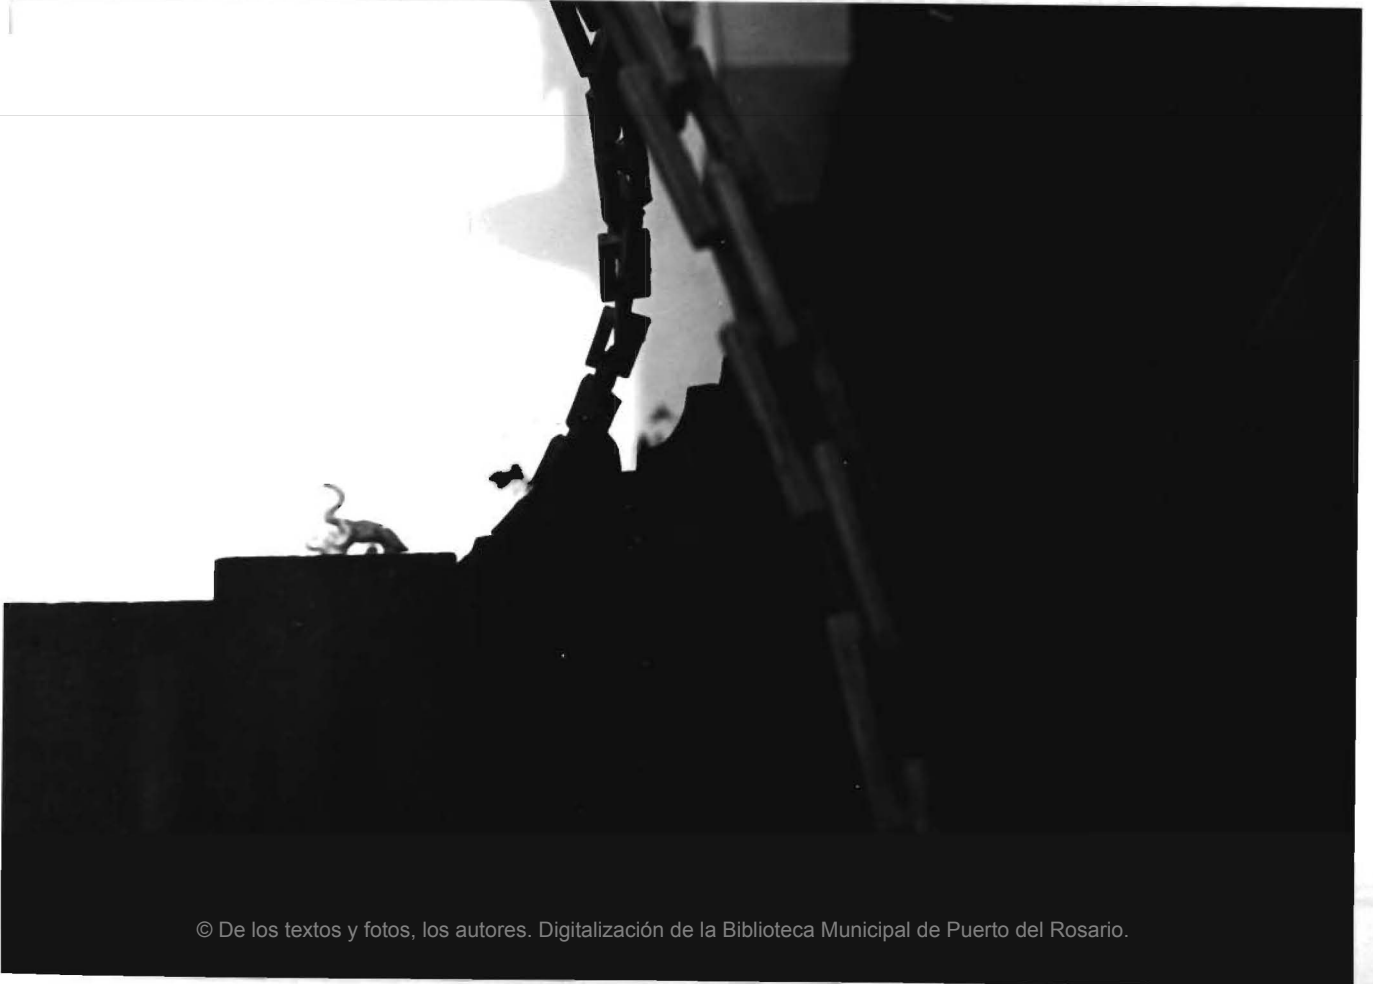 © De los textos y fotos, los autores. Digitalización de la Biblioteca Municipal de Puerto del Rosario.